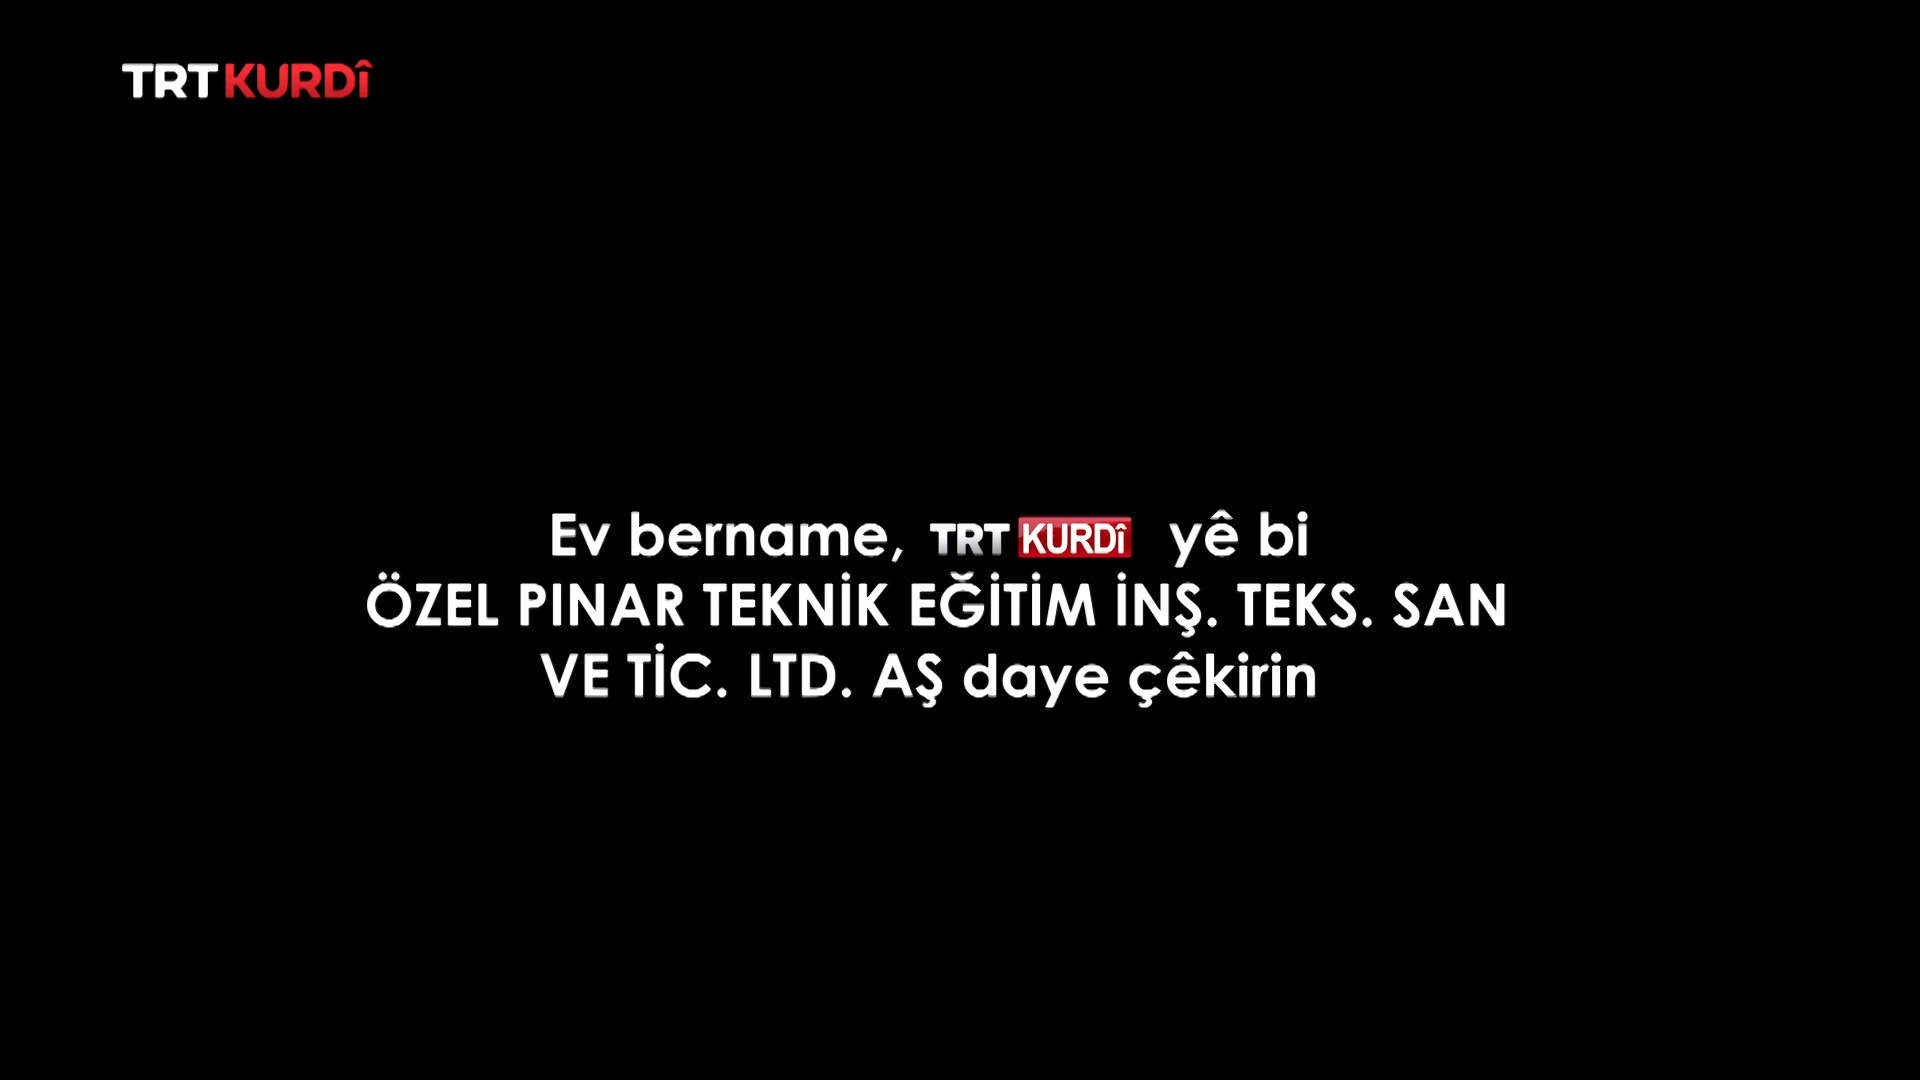 TRT KURDî
Ev bername, TRT KURDî yê bi
ÖZEL PINAR TEKNİK EĞİTİM İNŞ. TEKS. SAN
VE TİC. LTD. AŞ daye çêkirin